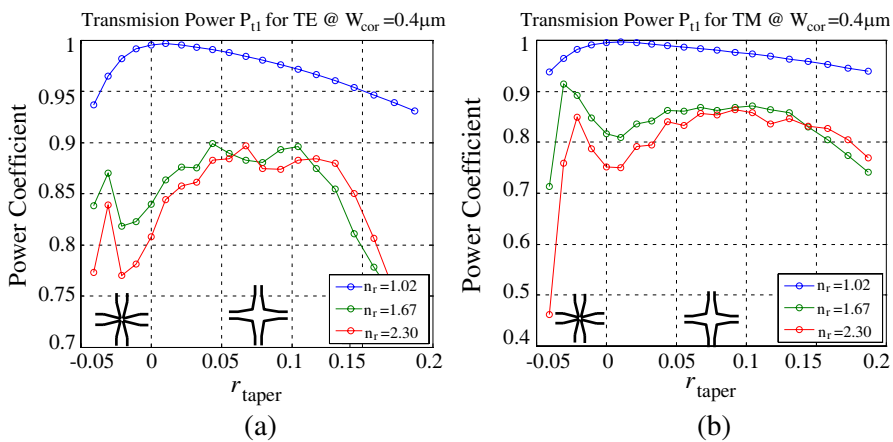 Transmision Power P_t1 for TE @ W_cor=0.4μm
Power Coefficient
1
0.95
0.9
0.85
0.8
0.75
0.7
-0.05
0
0.05
0.1
0.15
0.2
n_r=1.02
n_r=1.67
n_r=2.30
r_taper
(a)
Transmission Power P_t1 for TM @ W_cor=0.4μm
Power Coefficient
1
0.9
0.8
0.7
0.6
0.5
0.4
-0.05
0
0.05
0.1
0.15
0.2
n_r=1.02
n_r=1.67
n_r=2.30
r_taper
(b)